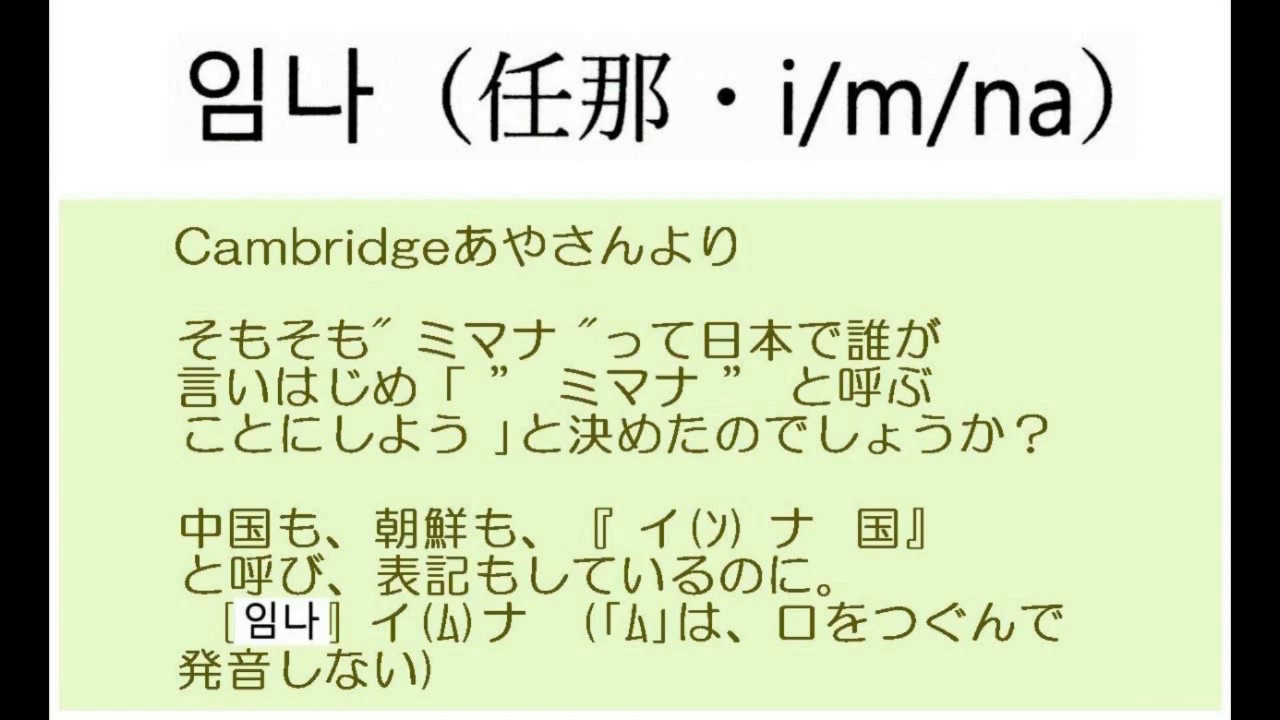 임나（任那・i/m/na）
Cambridgeあやさんより
そもそも〞ミマナ〞って日本で誰が
言いはじめ「 ” ミマナ ” と呼ぶ
ことにしよう 」と決めたのでしょうか？
中国も、朝鮮も、『 イ(ン) ナ 国』
と呼び、表記もしているのに。
［임나］ イ(ム)ナ （「ム」は、口をつぐんで
発音しない）